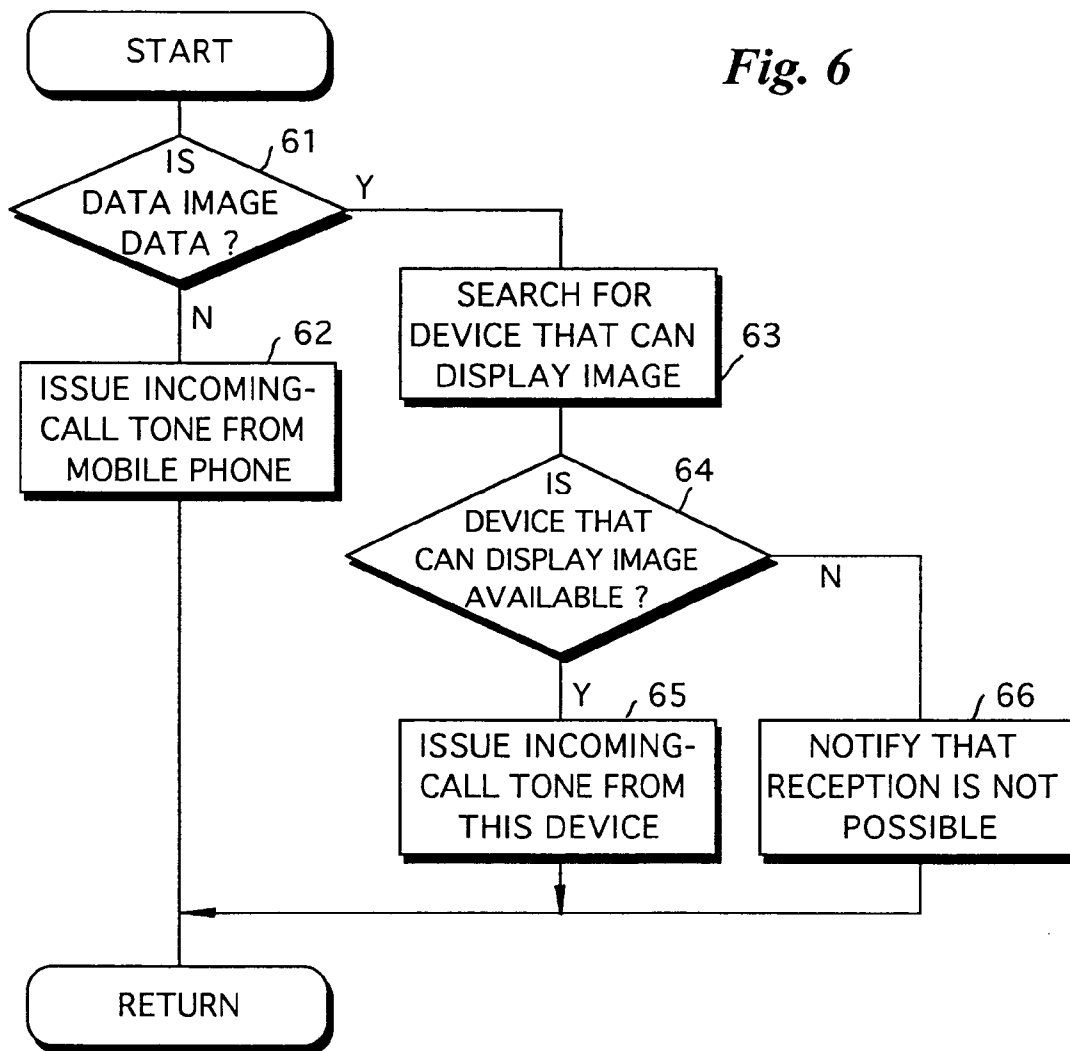 START
Fig. 6
61
IS
DATA IMAGE
DATA ?
Y
N
62
ISSUE INCOMING-
CALL TONE FROM
MOBILE PHONE
SEARCH FOR
DEVICE THAT CAN
DISPLAY IMAGE
63
64
IS
DEVICE THAT
CAN DISPLAY IMAGE
AVAILABLE ?
N
Y
65
ISSUE INCOMING-
CALL TONE FROM
THIS DEVICE
66
NOTIFY THAT
RECEPTION IS NOT
POSSIBLE
RETURN